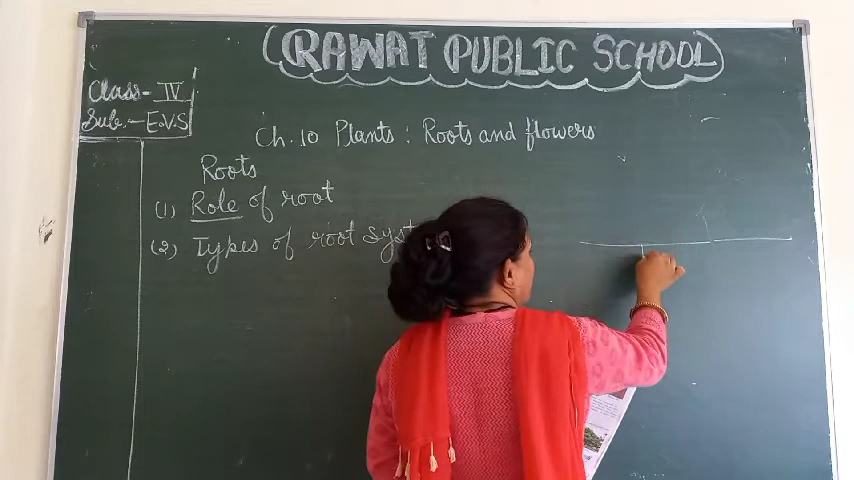 RAWAT PUBLIC SCHOOL
Class - IV
Sub. - E.V.S
Ch. 10 Plants : Roots and flowers
Roots
(1) Role of root
(2) Types of root syst